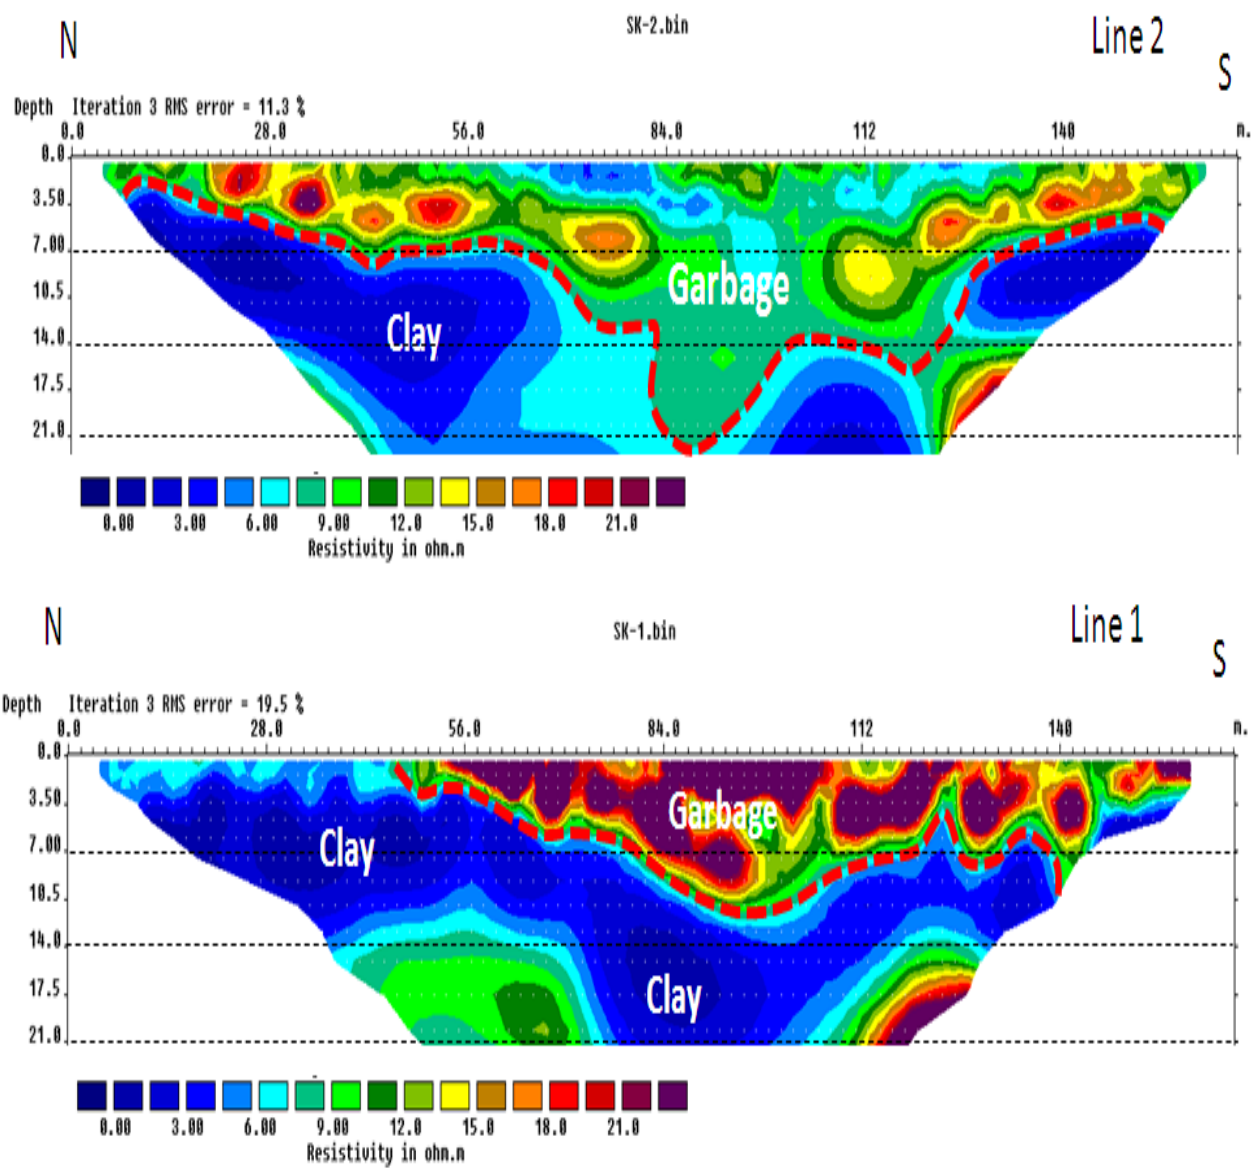 SK-2.bin
N
Line 2
S
Depth Iteration 3 RMS error = 11.3 %
0.0 28.0 56.0 84.0 112 140 m.
0.0
3.50
7.00
10.5
14.0
17.5
21.0
Garbage
Clay
0.00 3.00 6.00 9.00 12.0 15.0 18.0 21.0
Resistivity in ohm.m
N
SK-1.bin
Line 1
S
Depth Iteration 3 RMS error = 19.5 %
0.0 28.0 56.0 84.0 112 140 m.
0.0
3.50
7.00
10.5
14.0
17.5
21.0
Garbage
Clay
Clay
0.00 3.00 6.00 9.00 12.0 15.0 18.0 21.0
Resistivity in ohm.m